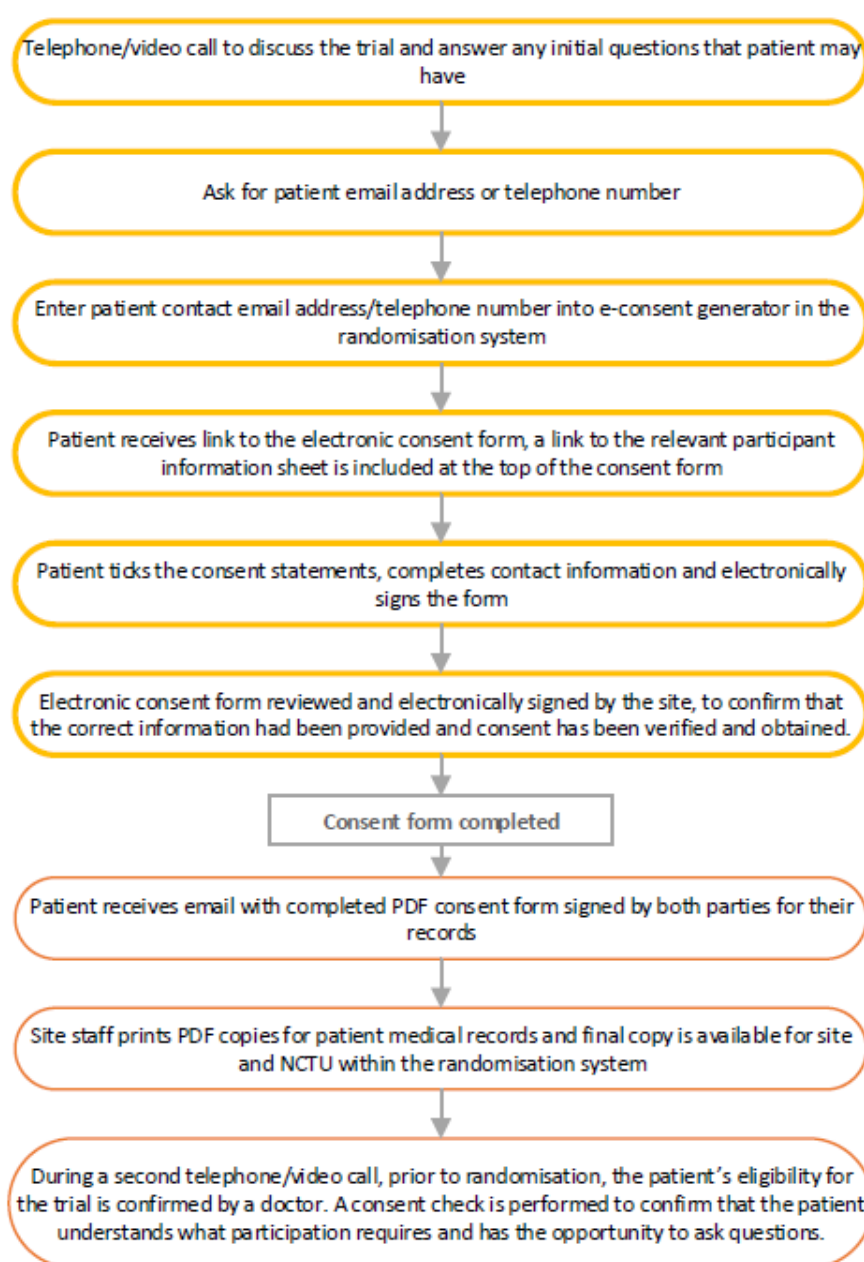 Telephone/video call to discuss the trial and answer any initial questions that patient may
have
Ask for patient email address or telephone number
Enter patient contact email address/telephone number into e-consent generator in the
randomisation system
Patient receives link to the electronic consent form, a link to the relevant participant
information sheet is included at the top of the consent form
Patient ticks the consent statements, completes contact information and electronically
signs the form
Electronic consent form reviewed and electronically signed by the site, to confirm that
the correct information had been provided and consent has been verified and obtained.
Consent form completed
Patient receives email with completed PDF consent form signed by both parties for their
records
Site staff prints PDF copies for patient medical records and final copy is available for site
and NCTU within the randomisation system
During a second telephone/video call, prior to randomisation, the patient's eligibility for
the trial is confirmed by a doctor. A consent check is performed to confirm that the patient
understands what participation requires and has the opportunity to ask questions.